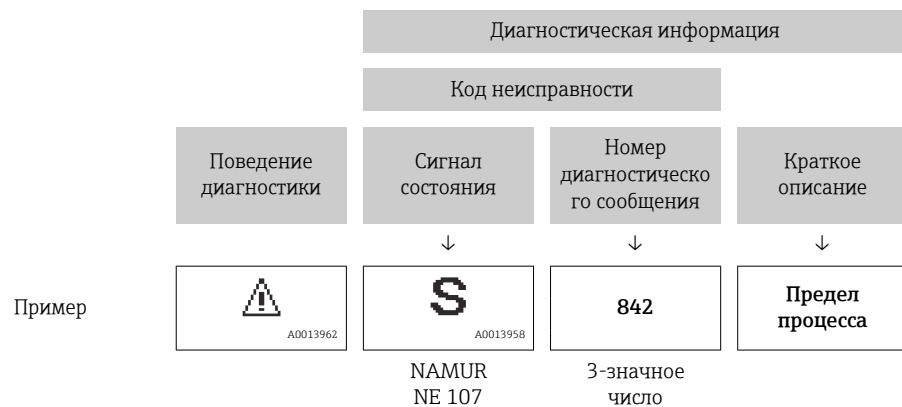 Диагностическая информация
Код неисправности
Поведение
диагностики
Сигнал
состояния
Номер
диагностическо
го сообщения
Краткое
описание
↓
↓
↓
Пример
⚠
A0013962
S
A0013958
842
Предел
процесса
NAMUR
NE 107
3-значное
число